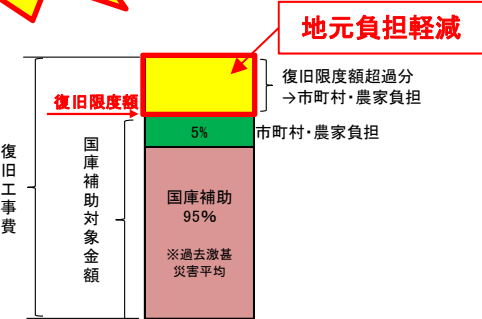 地元負担軽減
復旧限度額超過分
→市町村・農家負担
復旧限度額
5%
市町村・農家負担
復旧工事費
国庫補助対象金額
国庫補助
95%
※過去激甚
災害平均